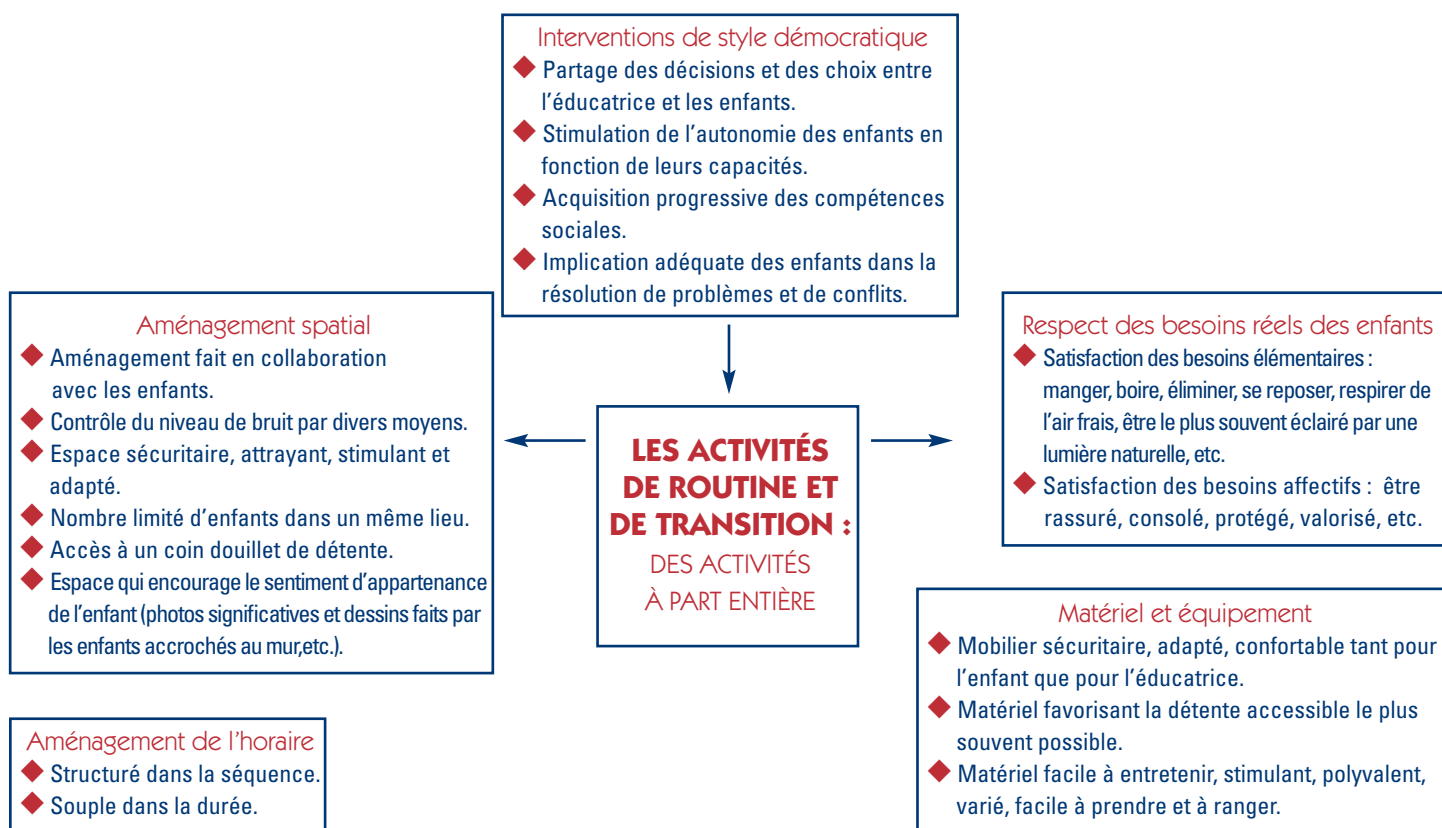 Interventions de style démocratique
◆ Partage des décisions et des choix entre
l'éducatrice et les enfants.
◆ Stimulation de l'autonomie des enfants en
fonction de leurs capacités.
◆ Acquisition progressive des compétences
sociales.
◆ Implication adéquate des enfants dans la
résolution de problèmes et de conflits.
Aménagement spatial
◆ Aménagement fait en collaboration
avec les enfants.
◆ Contrôle du niveau de bruit par divers moyens.
◆ Espace sécuritaire, attrayant, stimulant et
adapté.
◆ Nombre limité d'enfants dans un même lieu.
◆ Accès à un coin douillet de détente.
◆ Espace qui encourage le sentiment d'appartenance
de l'enfant (photos significatives et dessins faits par
les enfants accrochés au mur,etc.).
LES ACTIVITÉS
DE ROUTINE ET
DE TRANSITION :
DES ACTIVITÉS
À PART ENTIÈRE
Respect des besoins réels des enfants
◆ Satisfaction des besoins élémentaires :
manger, boire, éliminer, se reposer, respirer de
l'air frais, être le plus souvent éclairé par une
lumière naturelle, etc.
◆ Satisfaction des besoins affectifs : être
rassuré, consolé, protégé, valorisé, etc.
Matériel et équipement
◆ Mobilier sécuritaire, adapté, confortable tant pour
l'enfant que pour l'éducatrice.
◆ Matériel favorisant la détente accessible le plus
souvent possible.
◆ Matériel facile à entretenir, stimulant, polyvalent,
varié, facile à prendre et à ranger.
Aménagement de l'horaire
◆ Structuré dans la séquence.
◆ Souple dans la durée.